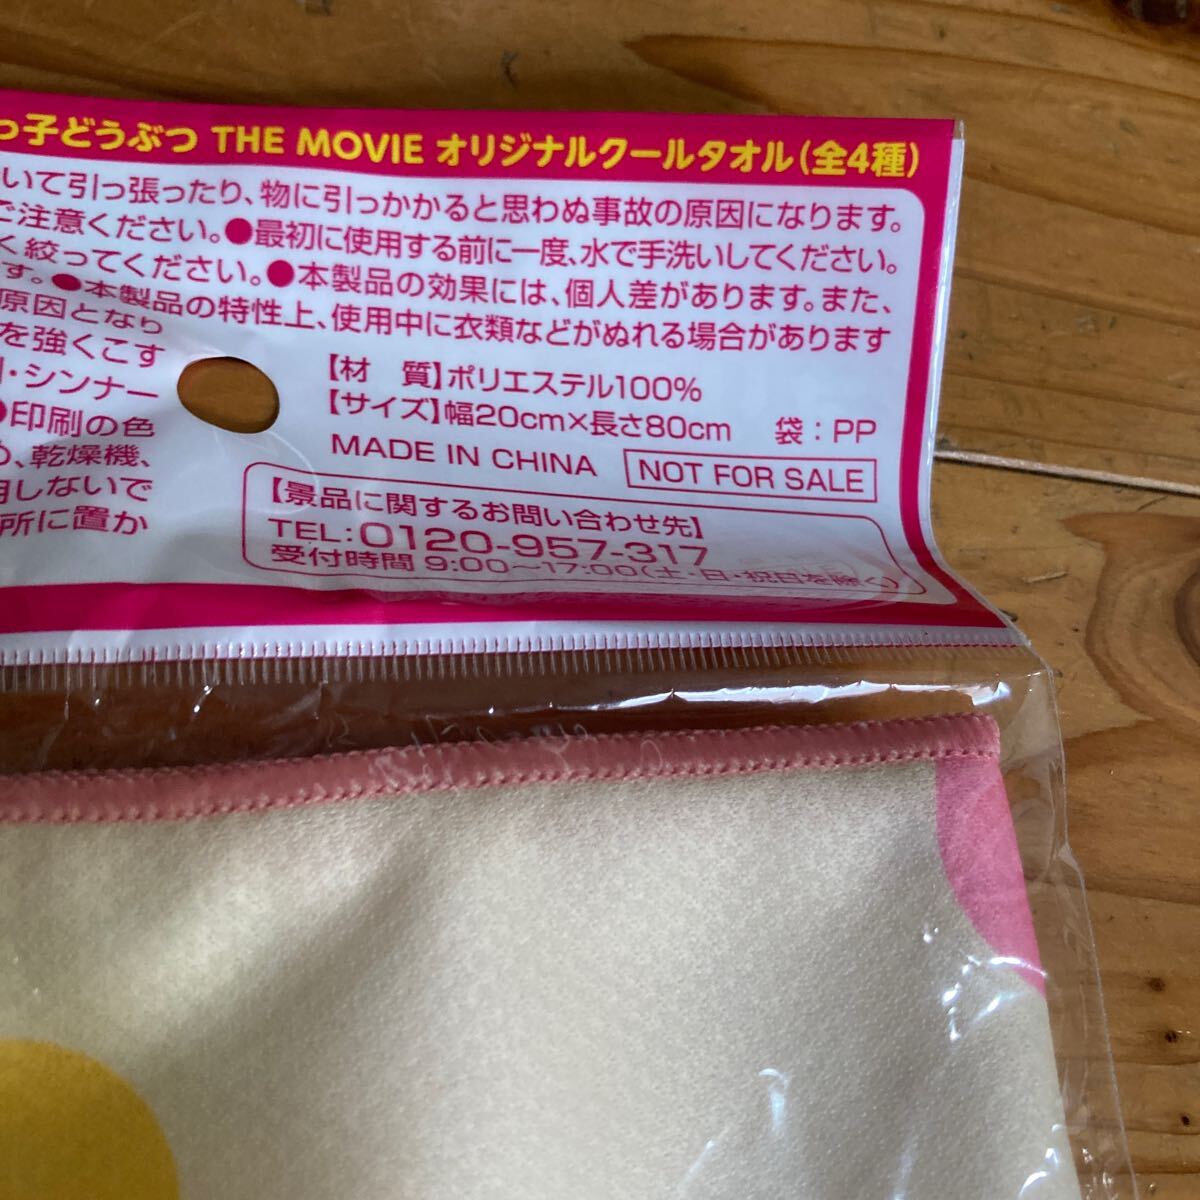 っ子どうぶつ THE MOVIE オリジナルクールタオル(全4種)
いて引っ張ったり、物に引っかかると思わぬ事故の原因になります。
ご注意ください。●最初に使用する前に一度、水で手洗いしてください。
く絞ってください。●本製品の効果には、個人差があります。また、
す。●本製品の特性上、使用中に衣類などがぬれる場合があります
原因となり
を強くこす
・シンナー
●印刷の色
め、乾燥機、
用しないで
所に置か
【材　質】ポリエステル100%
【サイズ】幅20cm×長さ80cm　袋：PP
MADE IN CHINA　NOT FOR SALE
【景品に関するお問い合わせ先】
TEL:0120-957-317
受付時間 9:00～17:00(土・日・祝日を除く)